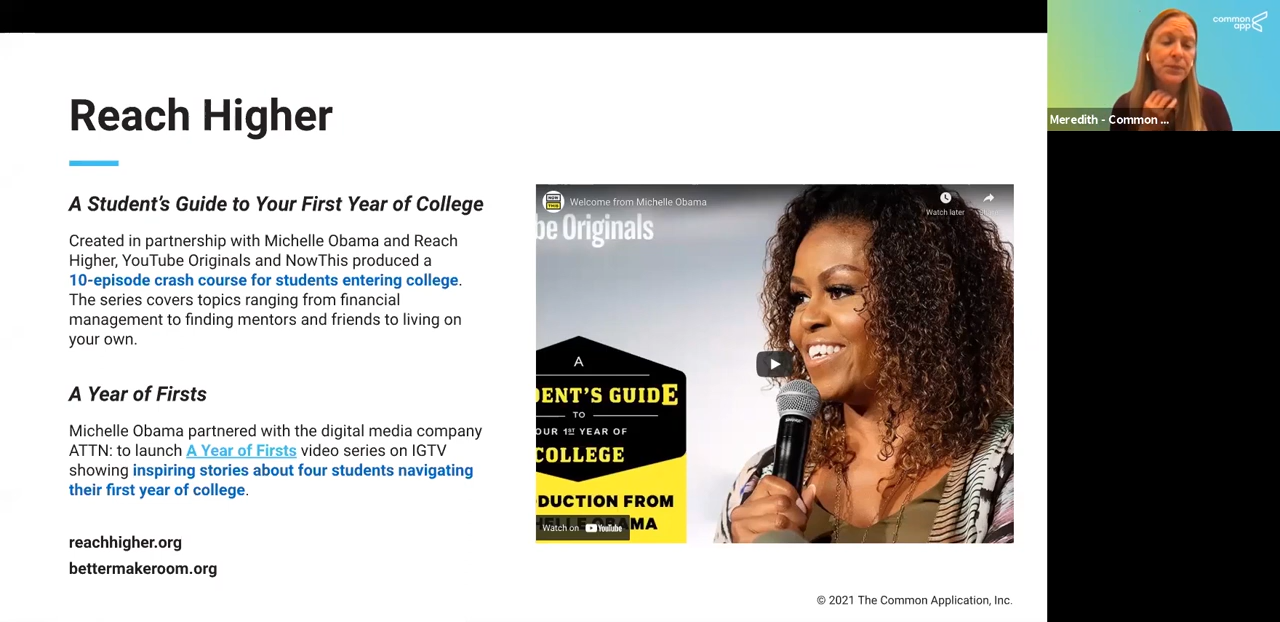 Reach Higher
A Student's Guide to Your First Year of College
Created in partnership with Michelle Obama and Reach
Higher, YouTube Originals and NowThis produced a
10-episode crash course for students entering college.
The series covers topics ranging from financial
management to finding mentors and friends to living on
your own.
A Year of Firsts
Michelle Obama partnered with the digital media company
ATTN: to launch A Year of Firsts video series on IGTV
showing inspiring stories about four students navigating
their first year of college.
reachhigher.org
bettermakeroom.org
NOW
THIS
Welcome from Michelle Obama
Watch later
be Originals
A
DENT'S GUIDE
TO
OUR 1ST YEAR OF
COLLEGE
DUCTION FROM
MA
Watch on YouTube
© 2021 The Common Application, Inc.
common
app
Meredith - Common ...